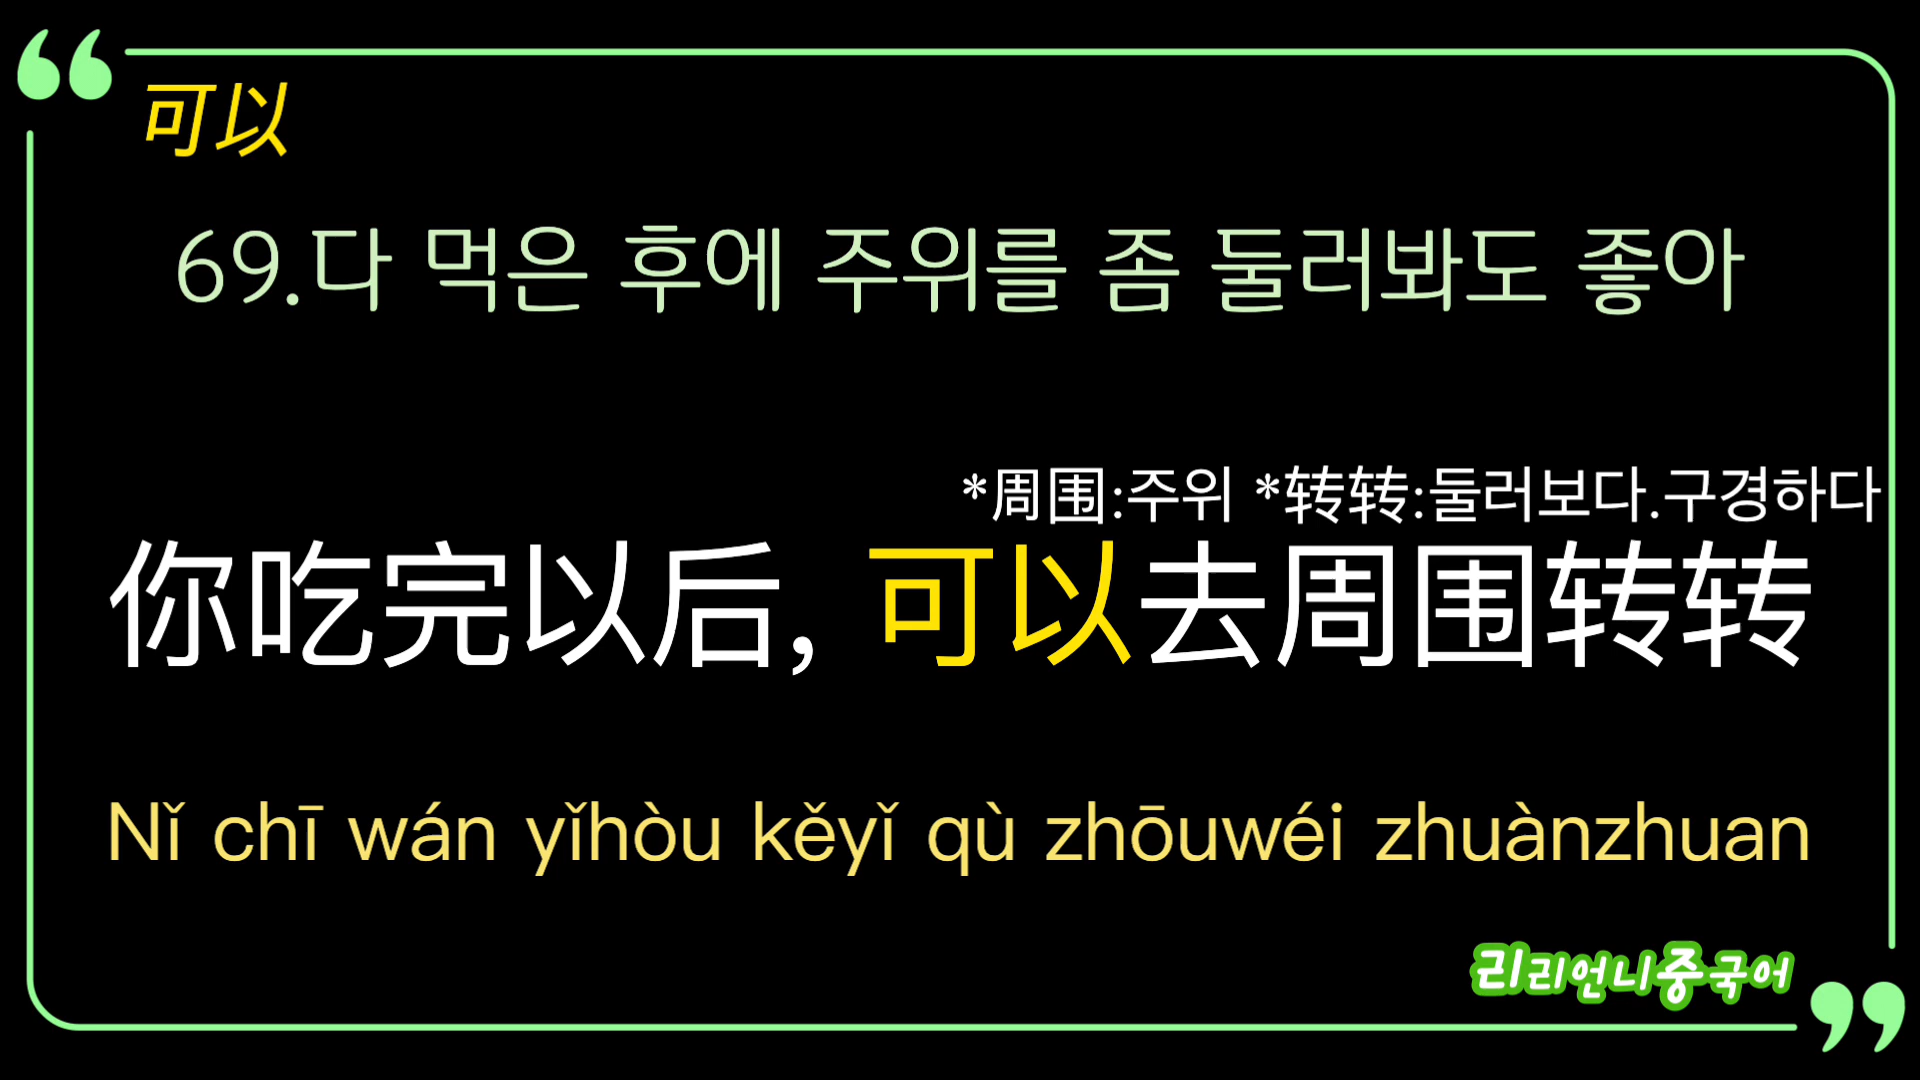 可以
69.다 먹은 후에 주위를 좀 둘러봐도 좋아
*周围:주위 *转转:둘러보다.구경하다
你吃完以后, 可以去周围转转
Nǐ chī wán yǐhòu kěyǐ qù zhōuwéi zhuànzhuan
리리언니중국어